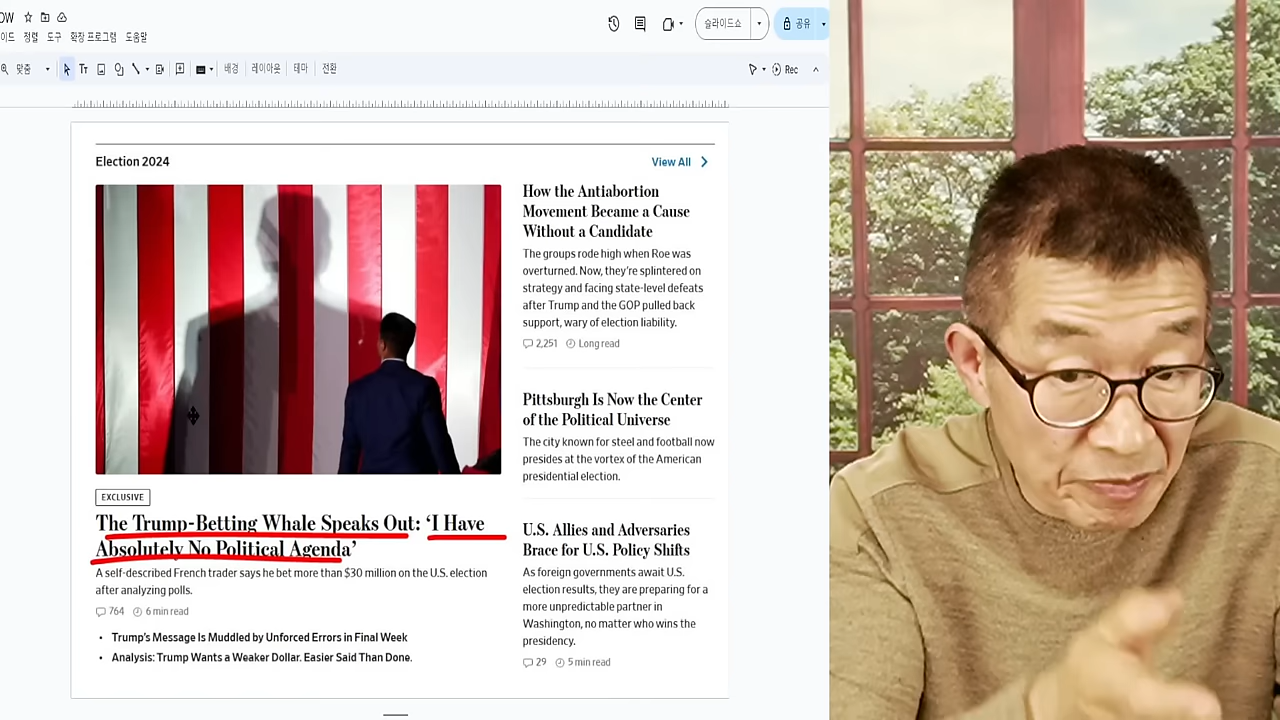 OW
이드 정렬 도구 확장 프로그램 도움말
슬라이드쇼
공유
맞춤
Tr
배경
레이아웃
테마
전환
Rec
Election 2024
View All
EXCLUSIVE
The Trump-Betting Whale Speaks Out: ‘I Have
Absolutely No Political Agenda’
A self-described French trader says he bet more than $30 million on the U.S. election
after analyzing polls.
764 6 min read
• Trump’s Message Is Muddled by Unforced Errors in Final Week
• Analysis: Trump Wants a Weaker Dollar. Easier Said Than Done.
How the Antiabortion
Movement Became a Cause
Without a Candidate
The groups rode high when Roe was
overturned. Now, they’re splintered on
strategy and facing state-level defeats
after Trump and the GOP pulled back
support, wary of election liability.
2,251 Long read
Pittsburgh Is Now the Center
of the Political Universe
The city known for steel and football now
presides at the vortex of the American
presidential election.
U.S. Allies and Adversaries
Brace for U.S. Policy Shifts
As foreign governments await U.S.
election results, they are preparing for a
more unpredictable partner in
Washington, no matter who wins the
presidency.
29 5 min read